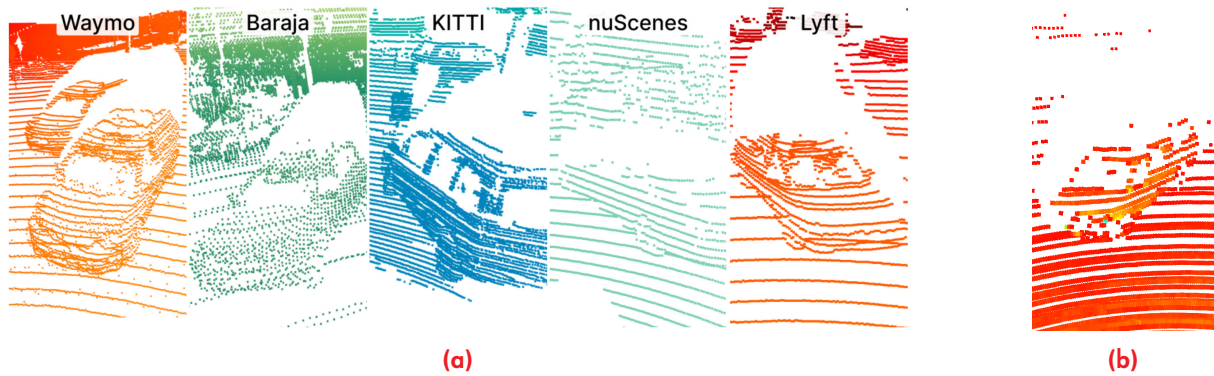 Waymo
Baraja
KITTI
nuScenes
Lyft
(a)
(b)